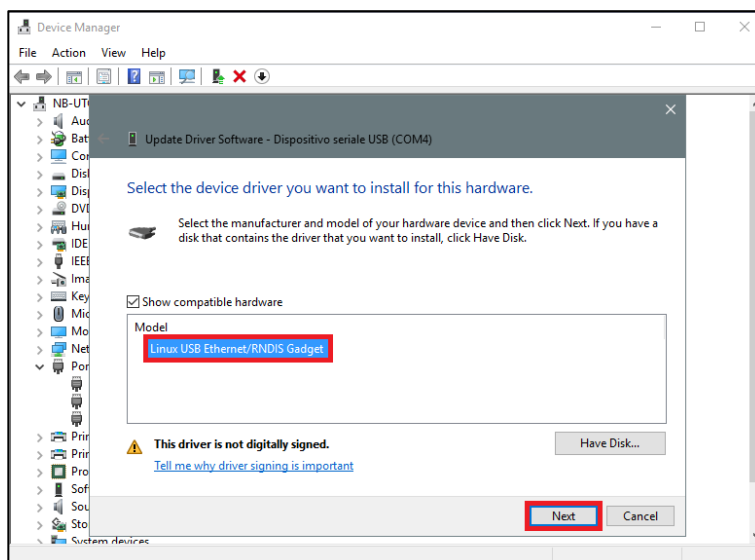 Device Manager
File Action View Help
NB-UT
Aud
Bat
Cor
Disl
Disp
DVI
Hu
IDE
IEEE
Ima
Key
Mic
Mo
Net
Por
Prir
Prir
Pro
Sof
Sou
Sto
System devices
Update Driver Software - Dispositivo seriale USB (COM4)
Select the device driver you want to install for this hardware.
Select the manufacturer and model of your hardware device and then click Next. If you have a
disk that contains the driver that you want to install, click Have Disk...
Show compatible hardware
Model
Linux USB Ethernet/RNDIS Gadget
This driver is not digitally signed.
Tell me why driver signing is important
Have Disk...
Next Cancel